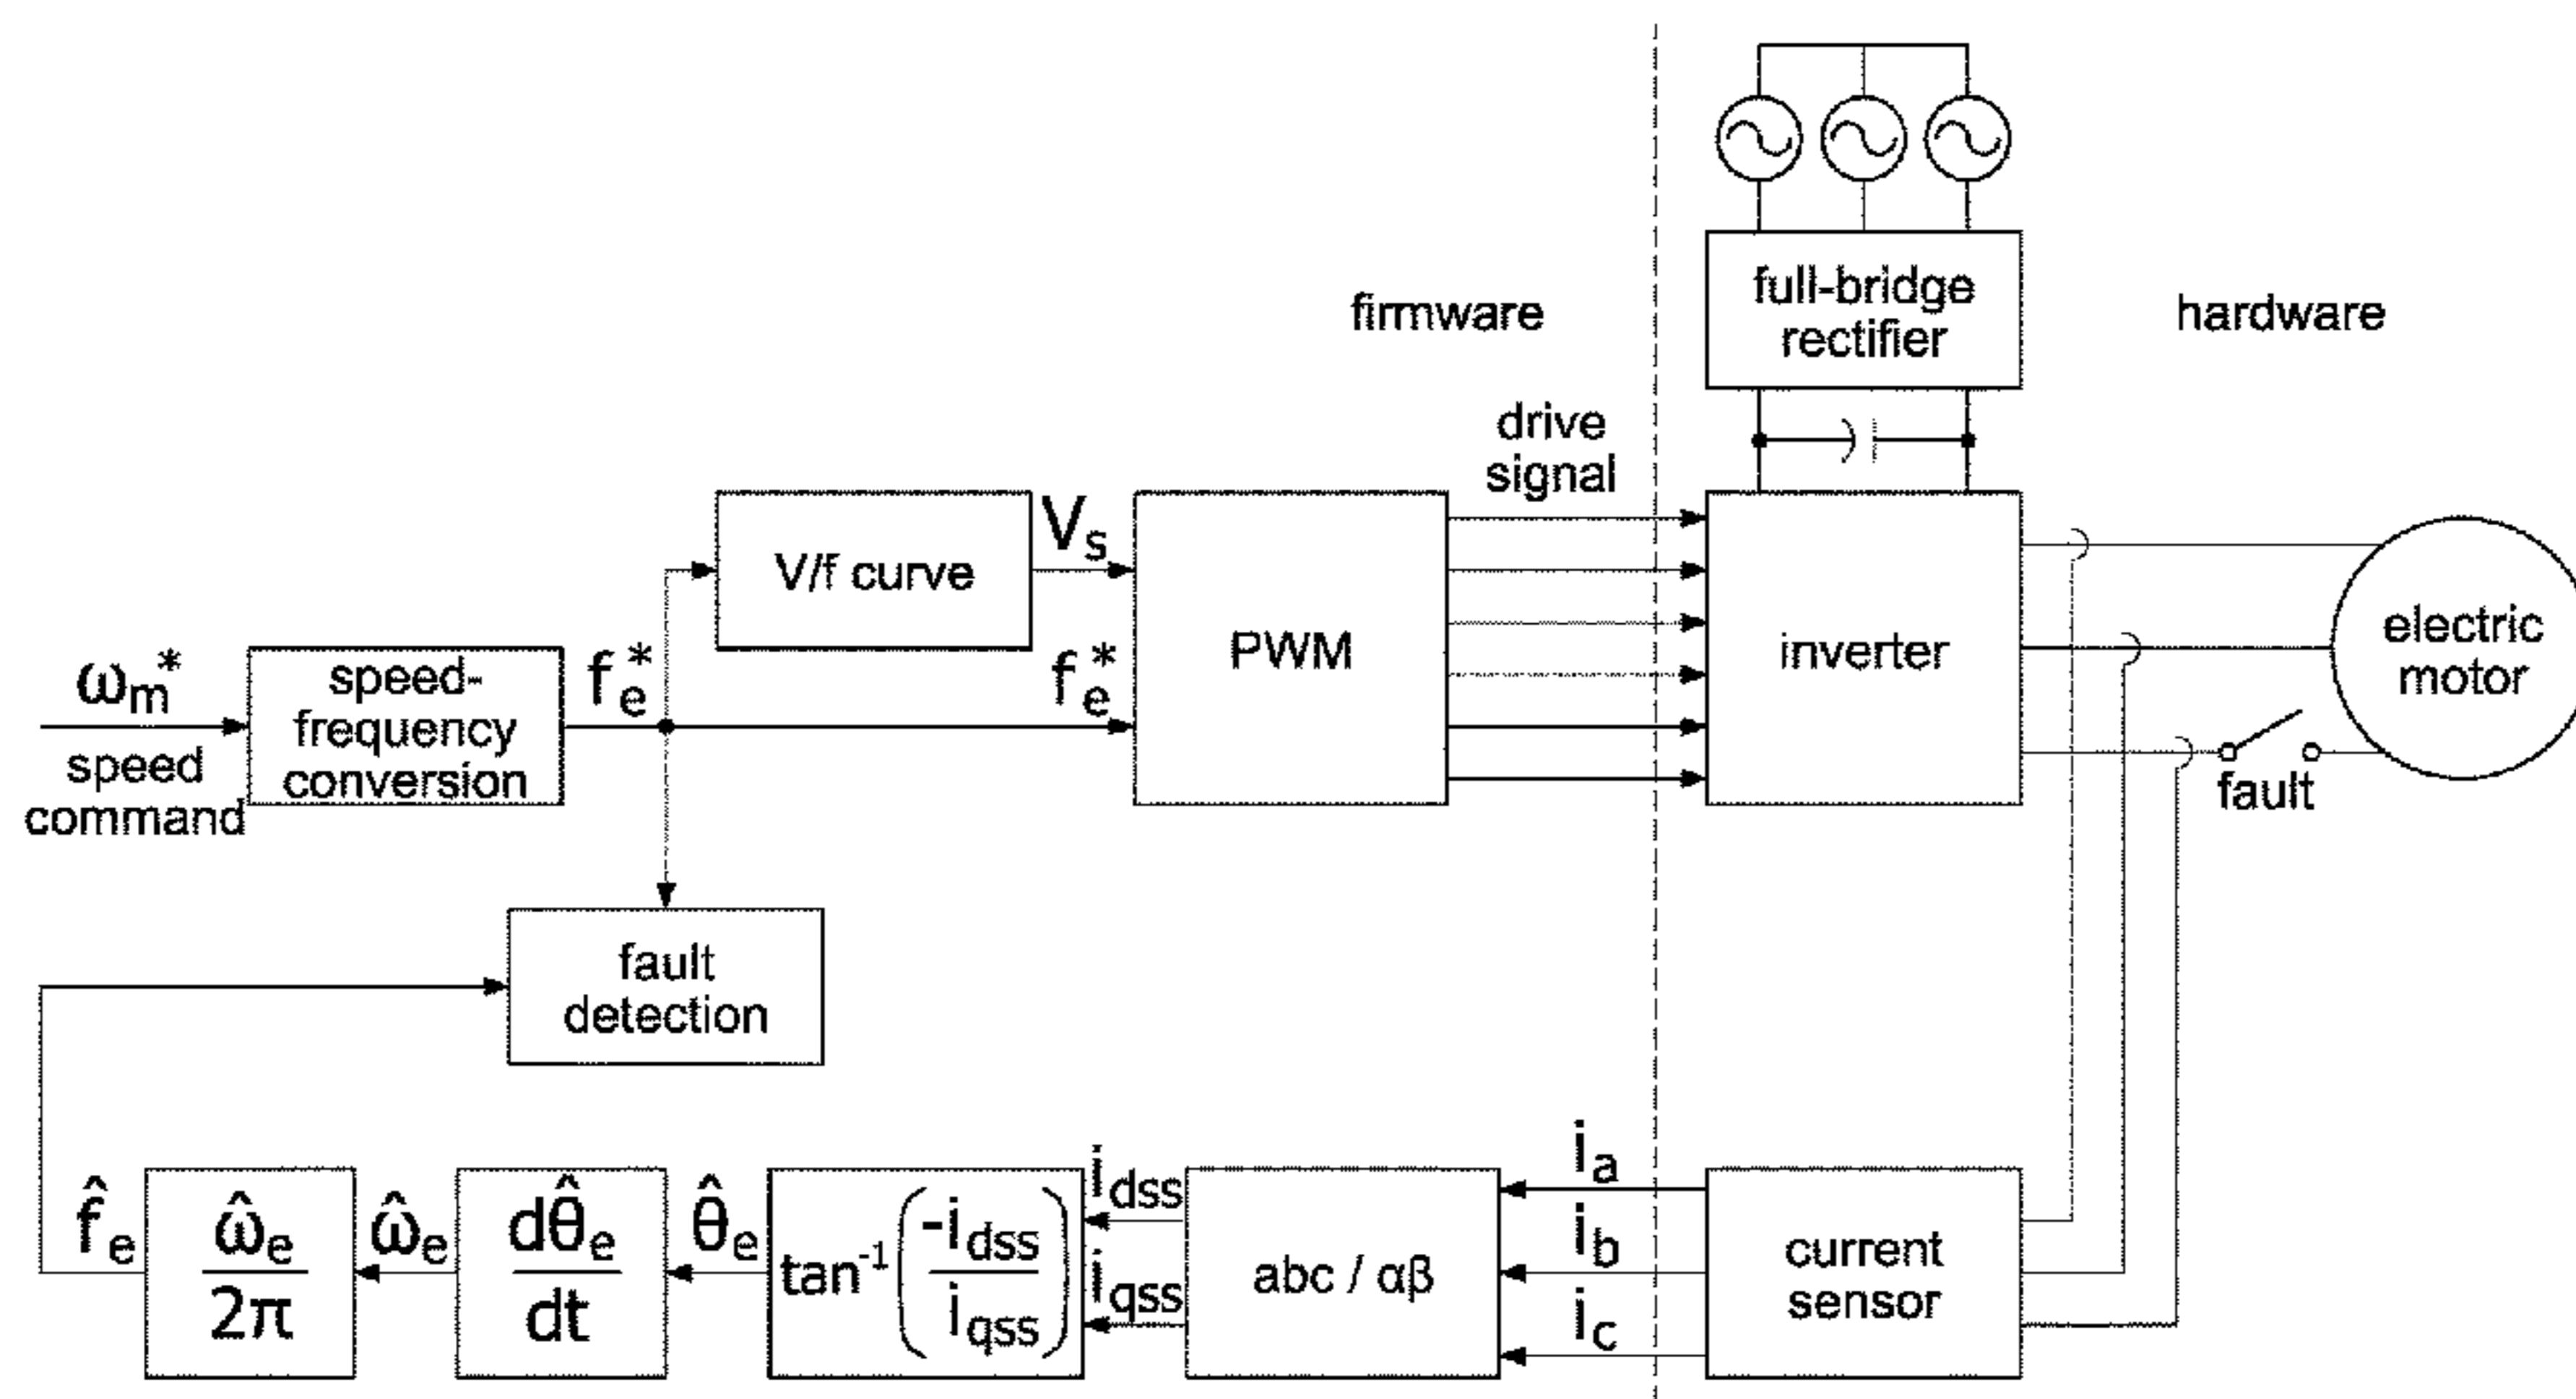 firmware
hardware
full-bridge
rectifier
drive
signal
V/f curve
Vs
PWM
inverter
electric
motor
ωm*
speed
command
speed-
frequency
conversion
fe*
fe*
fault
fault
detection
f̂e
ω̂e
2π
ω̂e
dθ̂e
dt
θ̂e
tan⁻¹(-idss
iqss)
idss
iqss
abc / αβ
ia
ib
ic
current
sensor